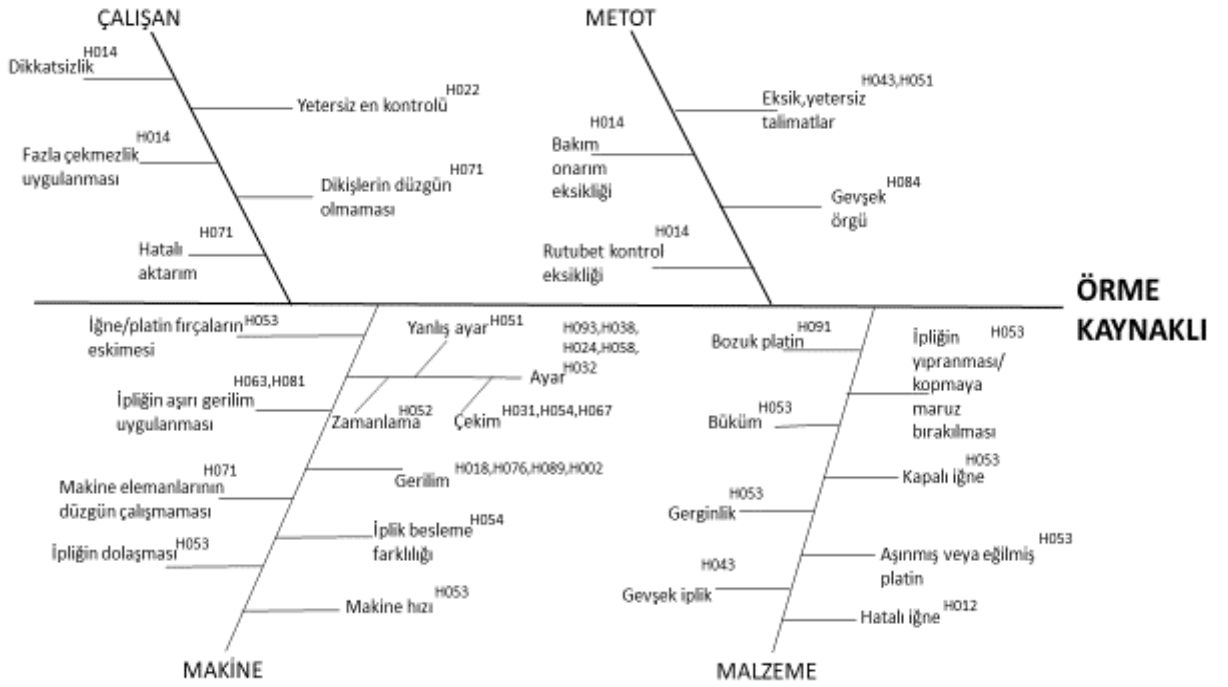 ÇALIŞAN
METOT
Dikkatsizlik H014
Yetersiz en kontrolü H022
Fazla çekmezlik H014
uygulanması
Dikişlerin düzgün H071
olmaması
Hatalı H071
aktarım
Eksik,yetersiz H043,H051
talimatlar
Bakım H014
onarım
eksikliği
Gevşek H084
örgü
Rutubet kontrol H014
eksikliği
ÖRME
KAYNAKLI
İğne/platin fırçaların H053
eskimesi
Yanlış ayar H051
H093,H038,
H024,H058,
Ayar H032
İpliğin aşırı gerilim H063,H081
uygulanması
Zamanlama H052
Çekim H031,H054,H067
Gerilim H018,H076,H089,H002
Makine elemanlarının H071
düzgün çalışmaması
İplik besleme H054
farklılığı
İpliğin dolaşması H053
Makine hızı H053
Bozuk platin H091
İpliğin H053
yıpranması/
kopmaya
maruz
bırakılması
Büküm H053
Kapalı iğne H053
Gerginlik H053
Aşınmış veya eğilmiş H053
platin
Gevşek iplik H043
Hatalı iğne H012
MAKİNE
MALZEME